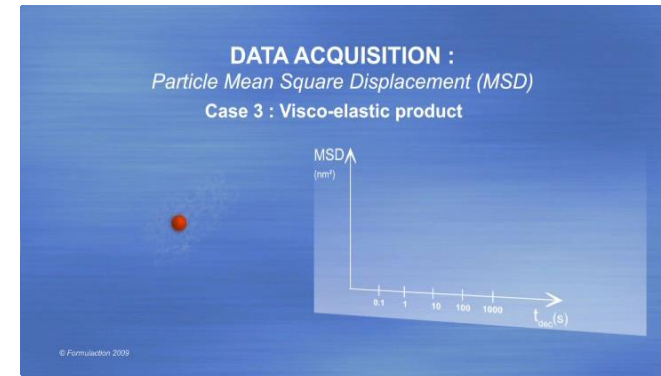 DATA ACQUISITION :
Particle Mean Square Displacement (MSD)
Case 3 : Visco-elastic product
MSD
(nm²)
0.1 1 10 100 1000
t_dec(s)
© Formulaction 2009